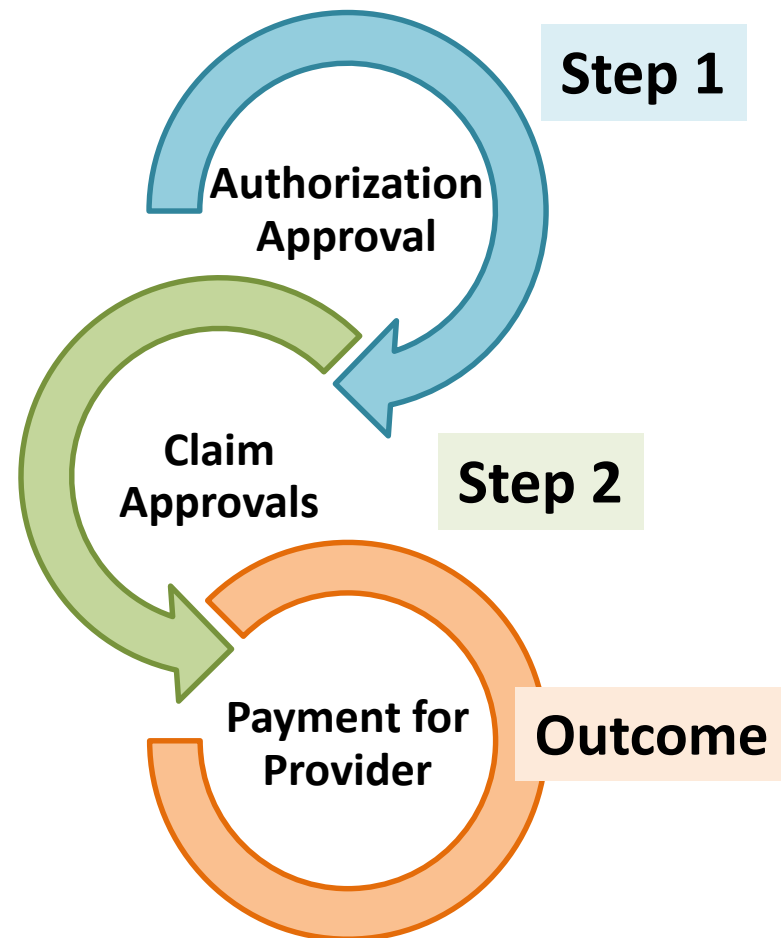 Step 1
Authorization
Approval
Claim
Approvals
Step 2
Payment for
Provider
Outcome